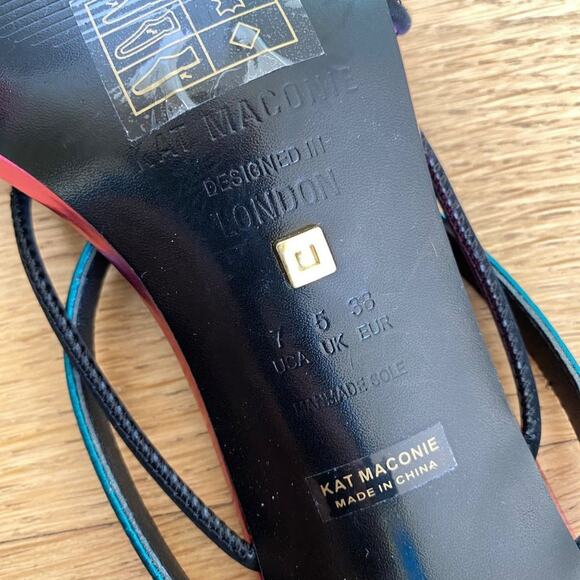 KAT MACONIE
DESIGNED IN
LONDON
7 5 38
USA UK EUR
MANMADE SOLE
KAT MACONIE
MADE IN CHINA